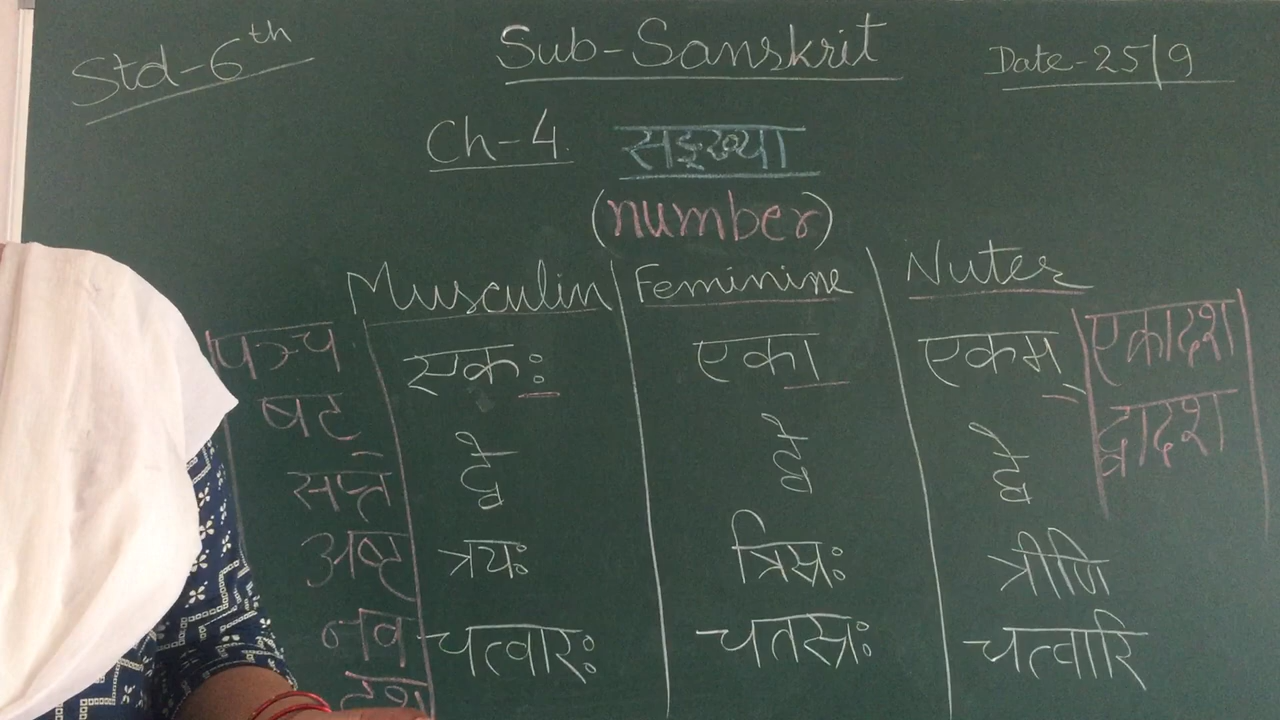 Std-6th Sub-Sanskrit Date-25/9
Ch-4. सङ्ख्या
(number)
Musculin Feminine Nuter
पञ्च एकः एका एकम् एकादश
षट् द्वे द्वे द्वे द्वादश
सप्त
अष्ट त्रयः त्रिस्रः त्रीणि
नव चत्वारः चतस्रः चत्वारि
दश